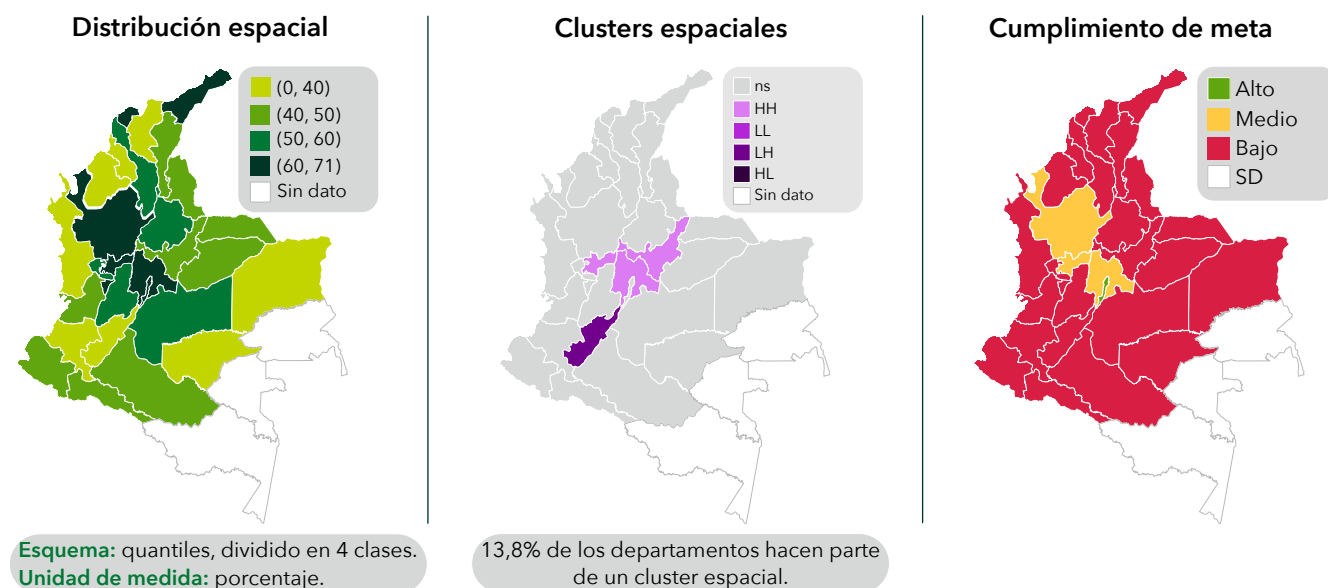 Distribución espacial
(0, 40)
(40, 50)
(50, 60)
(60, 71)
Sin dato
Esquema: quantiles, dividido en 4 clases.
Unidad de medida: porcentaje.
Clusters espaciales
ns
HH
LL
LH
HL
Sin dato
13,8% de los departamentos hacen parte
de un cluster espacial.
Cumplimiento de meta
Alto
Medio
Bajo
SD